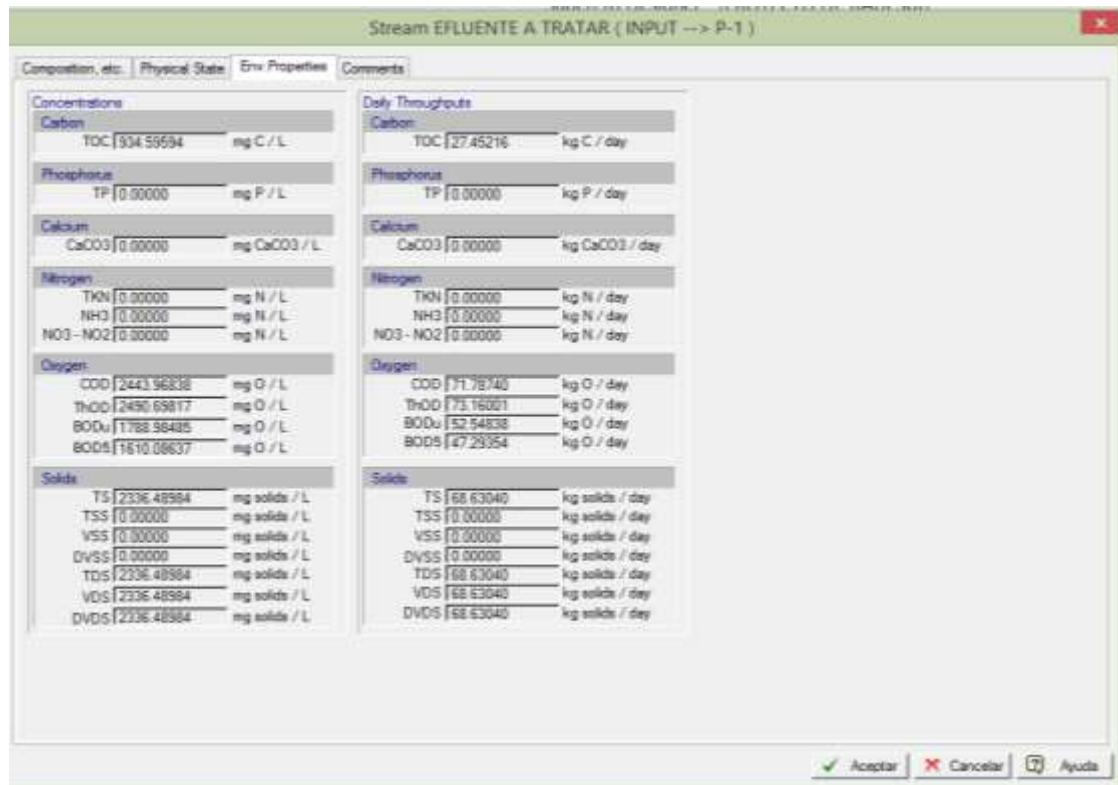 Stream EFLUENTE A TRATAR ( INPUT --> P-1 )
Composition, etc. Physical State Env Properties Comments
Concentrations
Carbon
TOC 934.59594 mg C / L
Phosphorus
TP 0.00000 mg P / L
Calcium
CaCO3 0.00000 mg CaCO3 / L
Nitrogen
TKN 0.00000 mg N / L
NH3 0.00000 mg N / L
NO3 - NO2 0.00000 mg N / L
Oxygen
COD 2443.96838 mg O / L
ThOD 2490.69817 mg O / L
BODu 1788.98485 mg O / L
BOD5 1610.08637 mg O / L
Solids
TS 2336.48984 mg solids / L
TSS 0.00000 mg solids / L
VSS 0.00000 mg solids / L
DVSS 0.00000 mg solids / L
TDS 2336.48984 mg solids / L
VDS 2336.48984 mg solids / L
DVDS 2336.48984 mg solids / L
Daily Throughputs
Carbon
TOC 27.45216 kg C / day
Phosphorus
TP 0.00000 kg P / day
Calcium
CaCO3 0.00000 kg CaCO3 / day
Nitrogen
TKN 0.00000 kg N / day
NH3 0.00000 kg N / day
NO3 - NO2 0.00000 kg N / day
Oxygen
COD 71.78740 kg O / day
ThOD 73.16001 kg O / day
BODu 52.54838 kg O / day
BOD5 47.29354 kg O / day
Solids
TS 68.63040 kg solids / day
TSS 0.00000 kg solids / day
VSS 0.00000 kg solids / day
DVSS 0.00000 kg solids / day
TDS 68.63040 kg solids / day
VDS 68.63040 kg solids / day
DVDS 68.63040 kg solids / day
Aceptar Cancelar Ayuda